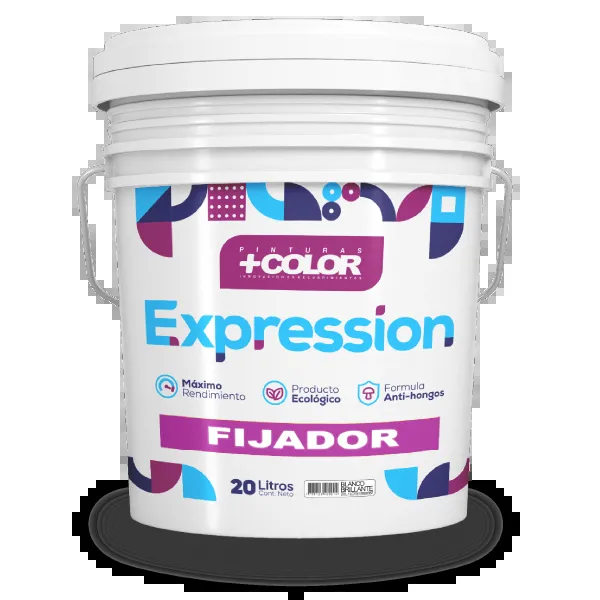 PINTURAS
+COLOR
Expression
Máximo
Rendimiento
Producto
Ecológico
Formula
Anti-hongos
FIJADOR
20 Litros
Cont. Neto
BLANCO
BRILLANTE